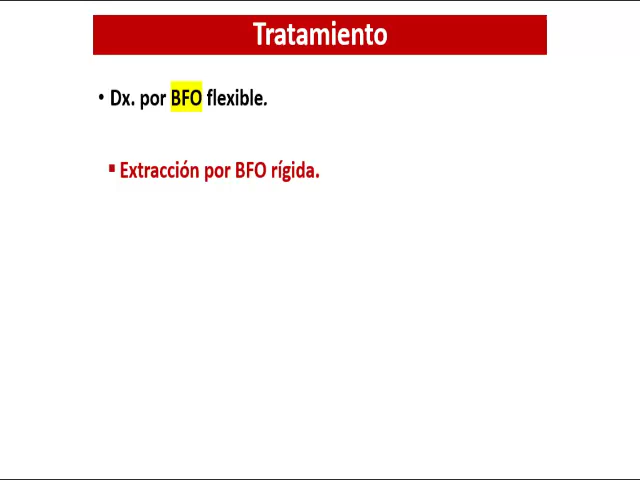 Tratamiento
• Dx. por BFO flexible.
▪ Extracción por BFO rígida.